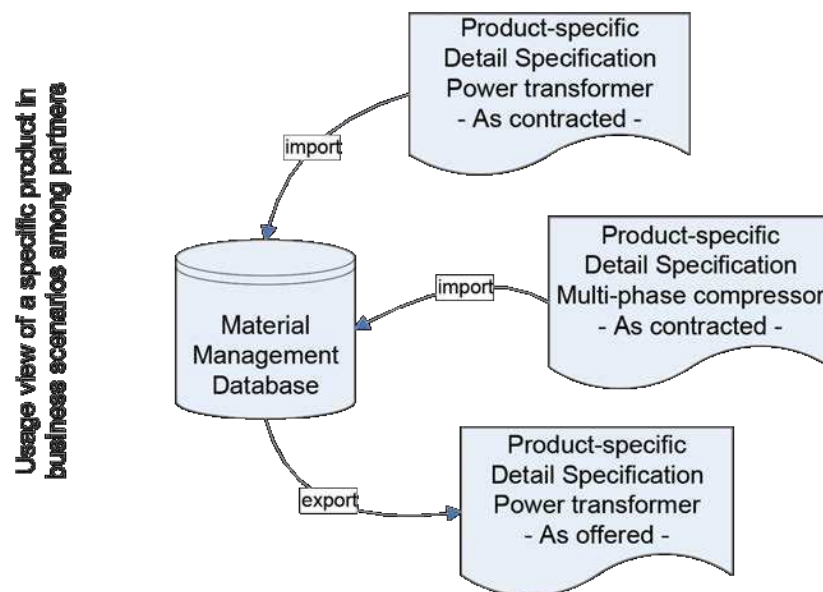 Usage view of a specific product in
business scenarios among partners
Product-specific
Detail Specification
Power transformer
- As contracted -
import
Product-specific
Detail Specification
Multi-phase compressor
- As contracted -
import
Material
Management
Database
Product-specific
Detail Specification
Power transformer
- As offered -
export